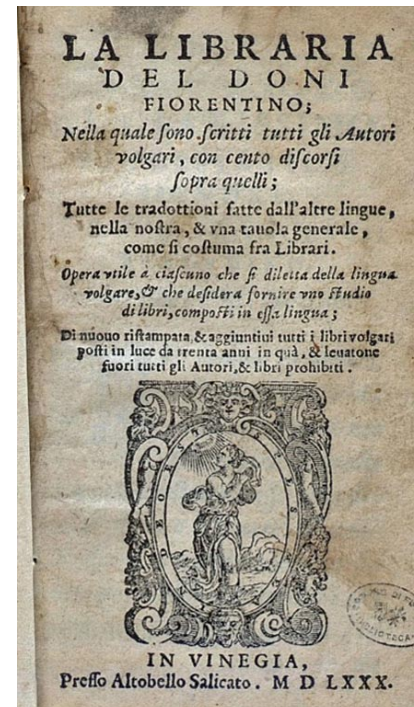 LA LIBRARIA
DEL DONI
FIORENTINO;
Nella quale sono scritti tutti gli Autori
volgari, con cento discorsi
sopra quelli;
Tutte le tradottioni fatte dall'altre lingue,
nella nostra, & vna tauola generale,
come si costuma fra Librari.
Opera vtile à ciascuno che si diletta della lingua
volgare, & che desidera fornire vno studio
di libri, composti in essa lingua;
Di nuouo ristampata, & aggiuntiui tutti i libri volgari
posti in luce da trenta anni in quà, & leuatone
fuori tutti gli Autori, & libri prohibiti.
IN VINEGIA,
Presso Altobello Salicato. M D LXXX.